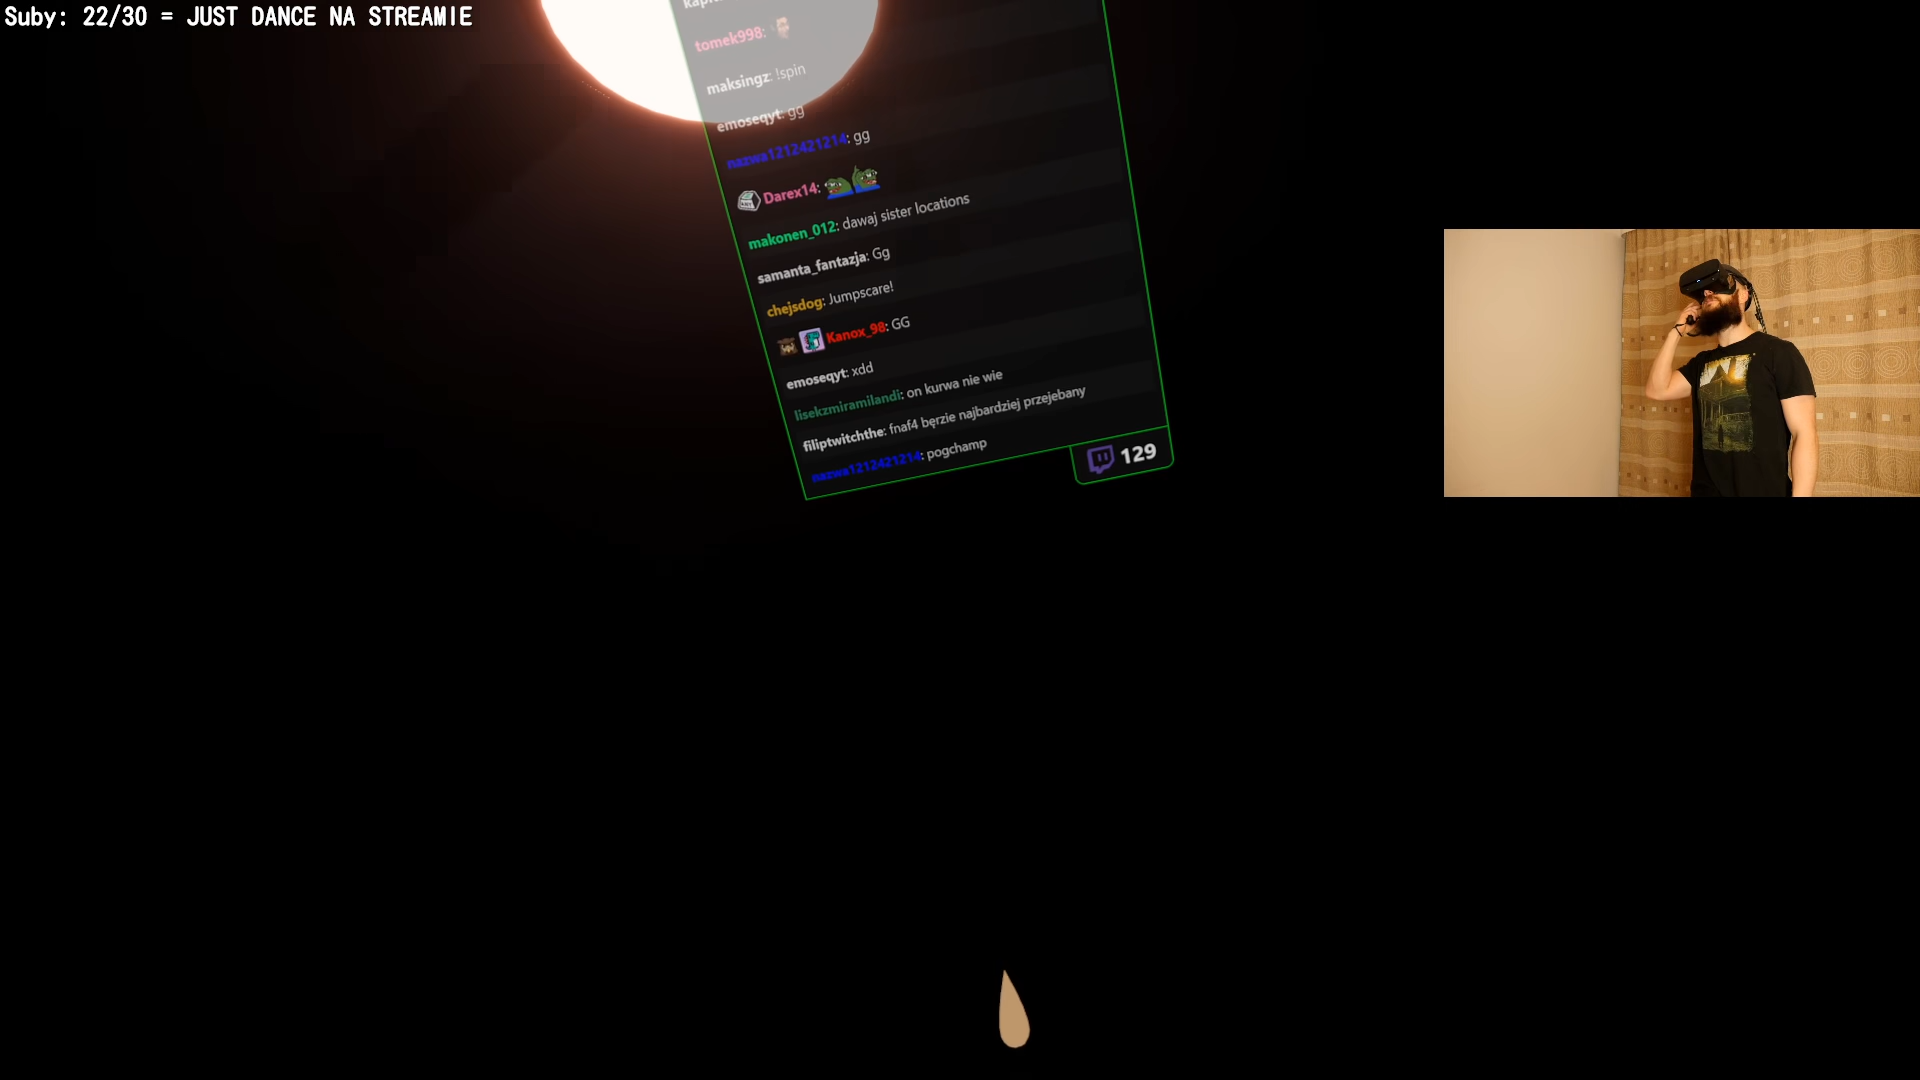 Suby: 22/30 = JUST DANCE NA STREAMIE
tomek998:
maksingz: !spin
emoseqyt: gg
nazwa1212421214: gg
Darex14:
makonen_012: dawaj sister locations
samanta_fantazja: Gg
chejsdog: Jumpscare!
Kanox_98: GG
emoseqyt: xdd
lisekzmiramilandi: on kurwa nie wie
filiptwitchthe: fnaf4 bęrzie najbardziej przejebany
nazwa1212421214: pogchamp
129